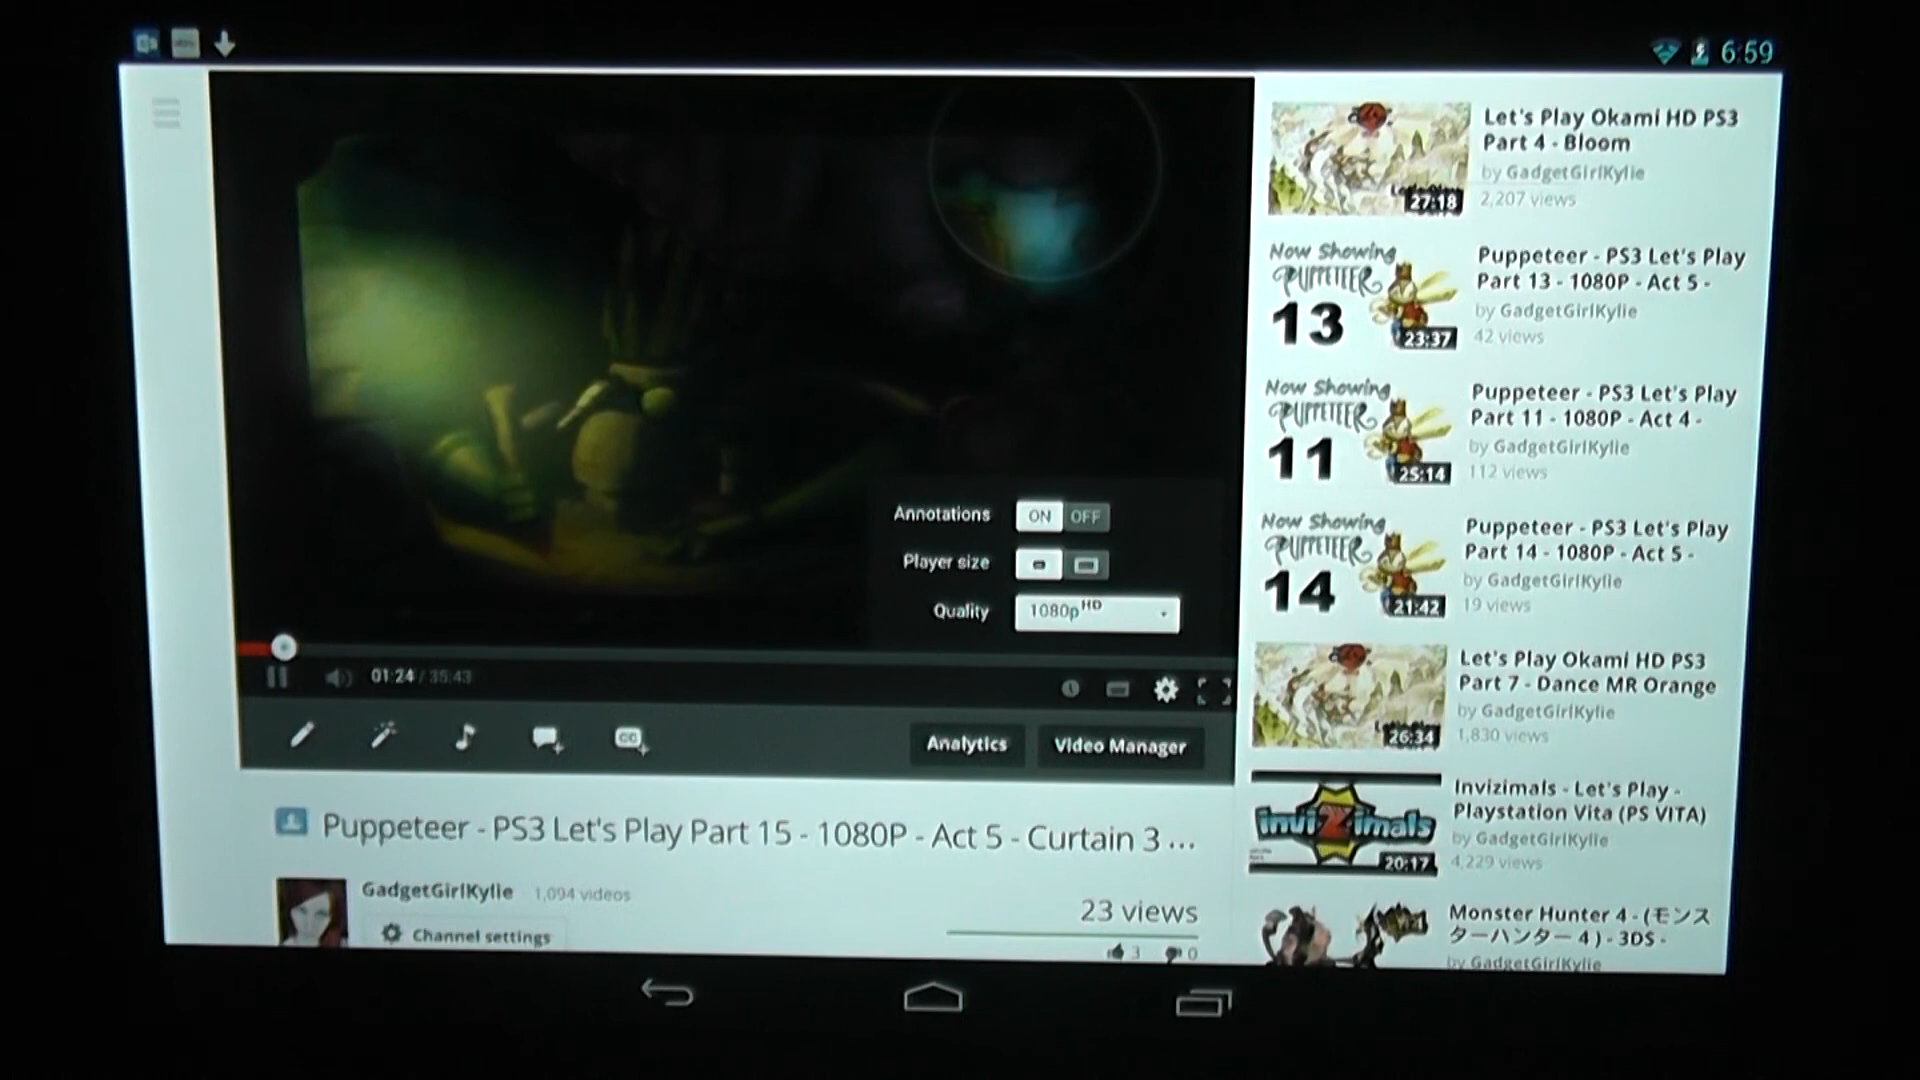 6:59
Annotations ON OFF
Player size
Quality 1080p HD
01:24 / 35:43
CC
Analytics Video Manager
Puppeteer - PS3 Let's Play Part 15 - 1080P - Act 5 - Curtain 3 ...
GadgetGirlKylie 1,094 videos
Channel settings
23 views
3 0
Let's Play Okami HD PS3
Part 4 - Bloom
by GadgetGirlKylie
2,207 views
27:18
Now Showing
PUPPETEER
13
23:37
Puppeteer - PS3 Let's Play
Part 13 - 1080P - Act 5 -
by GadgetGirlKylie
42 views
Now Showing
PUPPETEER
11
25:14
Puppeteer - PS3 Let's Play
Part 11 - 1080P - Act 4 -
by GadgetGirlKylie
112 views
Now Showing
PUPPETEER
14
21:42
Puppeteer - PS3 Let's Play
Part 14 - 1080P - Act 5 -
by GadgetGirlKylie
19 views
26:34
Let's Play Okami HD PS3
Part 7 - Dance MR Orange
by GadgetGirlKylie
1,830 views
inviZimals
20:17
Invizimals - Let's Play -
Playstation Vita (PS VITA)
by GadgetGirlKylie
4,229 views
Monster Hunter 4 - (モンス
ターハンター 4 ) - 3DS -
by GadgetGirlKylie